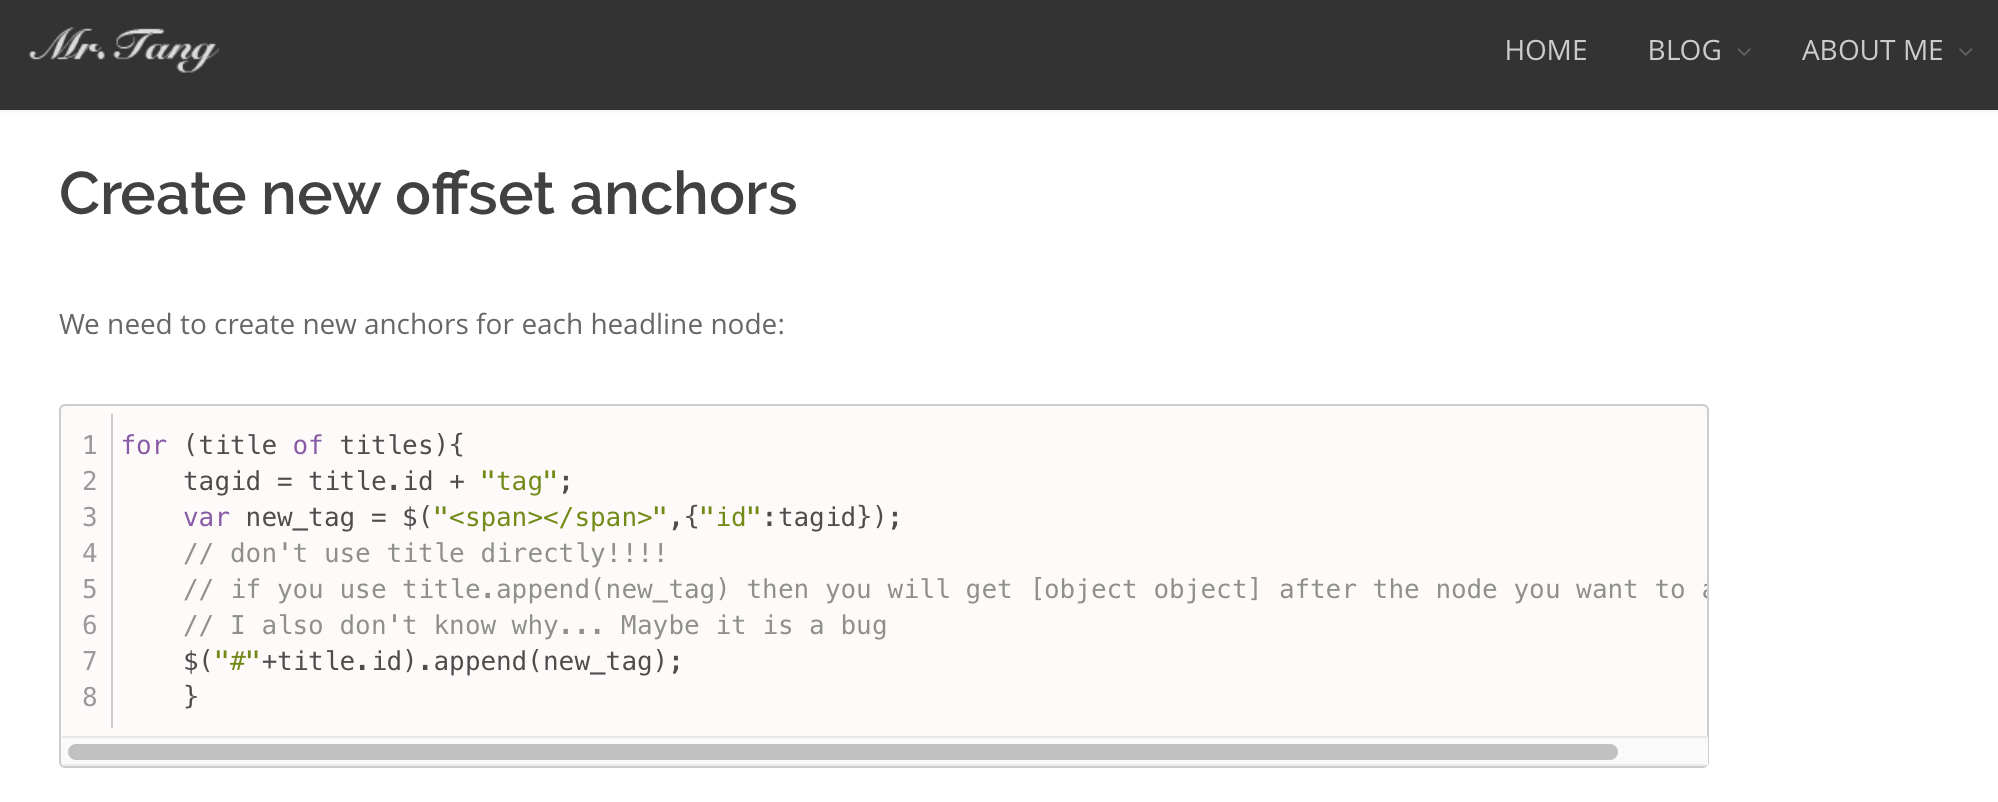 Mr. Tang
HOME BLOG ABOUT ME
Create new offset anchors
We need to create new anchors for each headline node:
1 for (title of titles){
2 tagid = title.id + "tag";
3 var new_tag = $("<span></span>",{"id":tagid});
4 // don't use title directly!!!!
5 // if you use title.append(new_tag) then you will get [object object] after the node you want to
6 // I also don't know why... Maybe it is a bug
7 $("#"+title.id).append(new_tag);
8 }